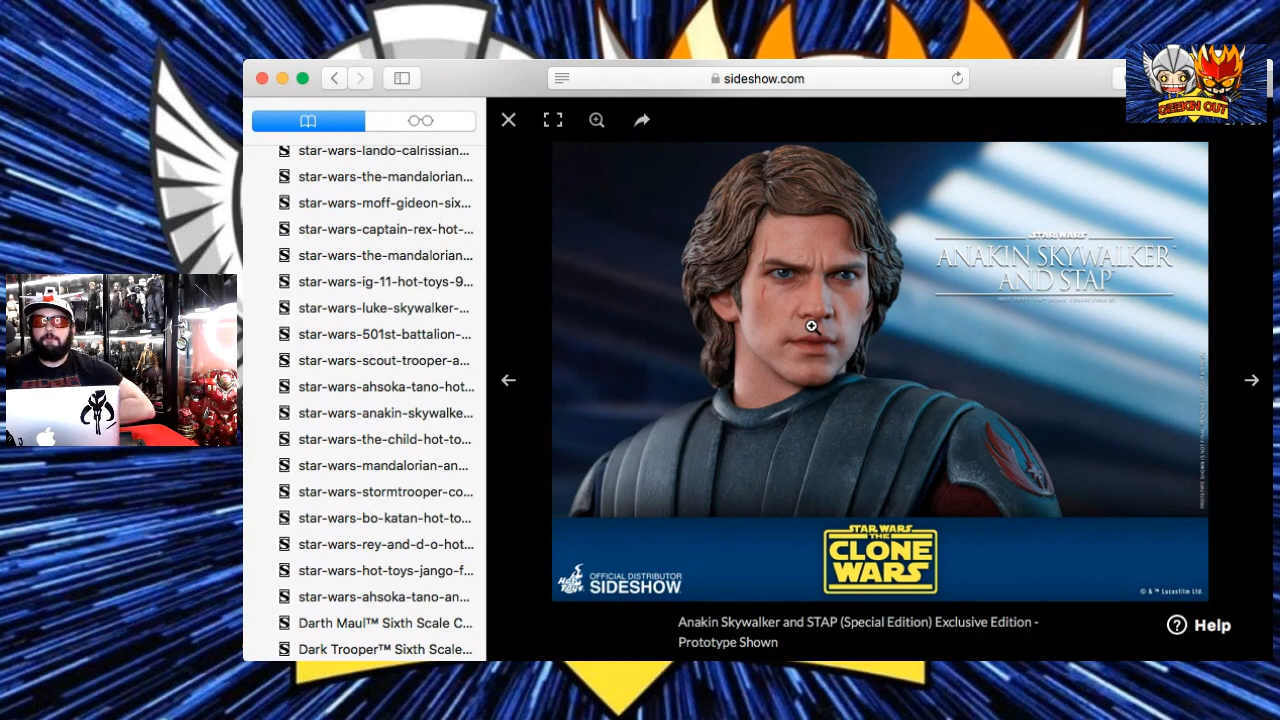 sideshow.com
GEEKIN OUT
star-wars-lando-calrissian...
star-wars-the-mandalorian...
star-wars-moff-gideon-six...
star-wars-captain-rex-hot-...
star-wars-the-mandalorian...
star-wars-ig-11-hot-toys-9...
star-wars-luke-skywalker-...
star-wars-501st-battalion-...
star-wars-scout-trooper-a...
star-wars-ahsoka-tano-hot...
star-wars-anakin-skywalke...
star-wars-the-child-hot-to...
star-wars-mandalorian-an...
star-wars-stormtrooper-co...
star-wars-bo-katan-hot-to...
star-wars-rey-and-d-o-hot...
star-wars-hot-toys-jango-f...
star-wars-ahsoka-tano-an...
Darth Maul™ Sixth Scale C...
Dark Trooper™ Sixth Scale...
STAR WARS
ANAKIN SKYWALKER™
AND STAP™
STAR WARS
THE
CLONE
WARS
HOT TOYS
OFFICIAL DISTRIBUTOR
SIDESHOW
© & ™ Lucasfilm Ltd.
Anakin Skywalker and STAP (Special Edition) Exclusive Edition -
Prototype Shown
Help